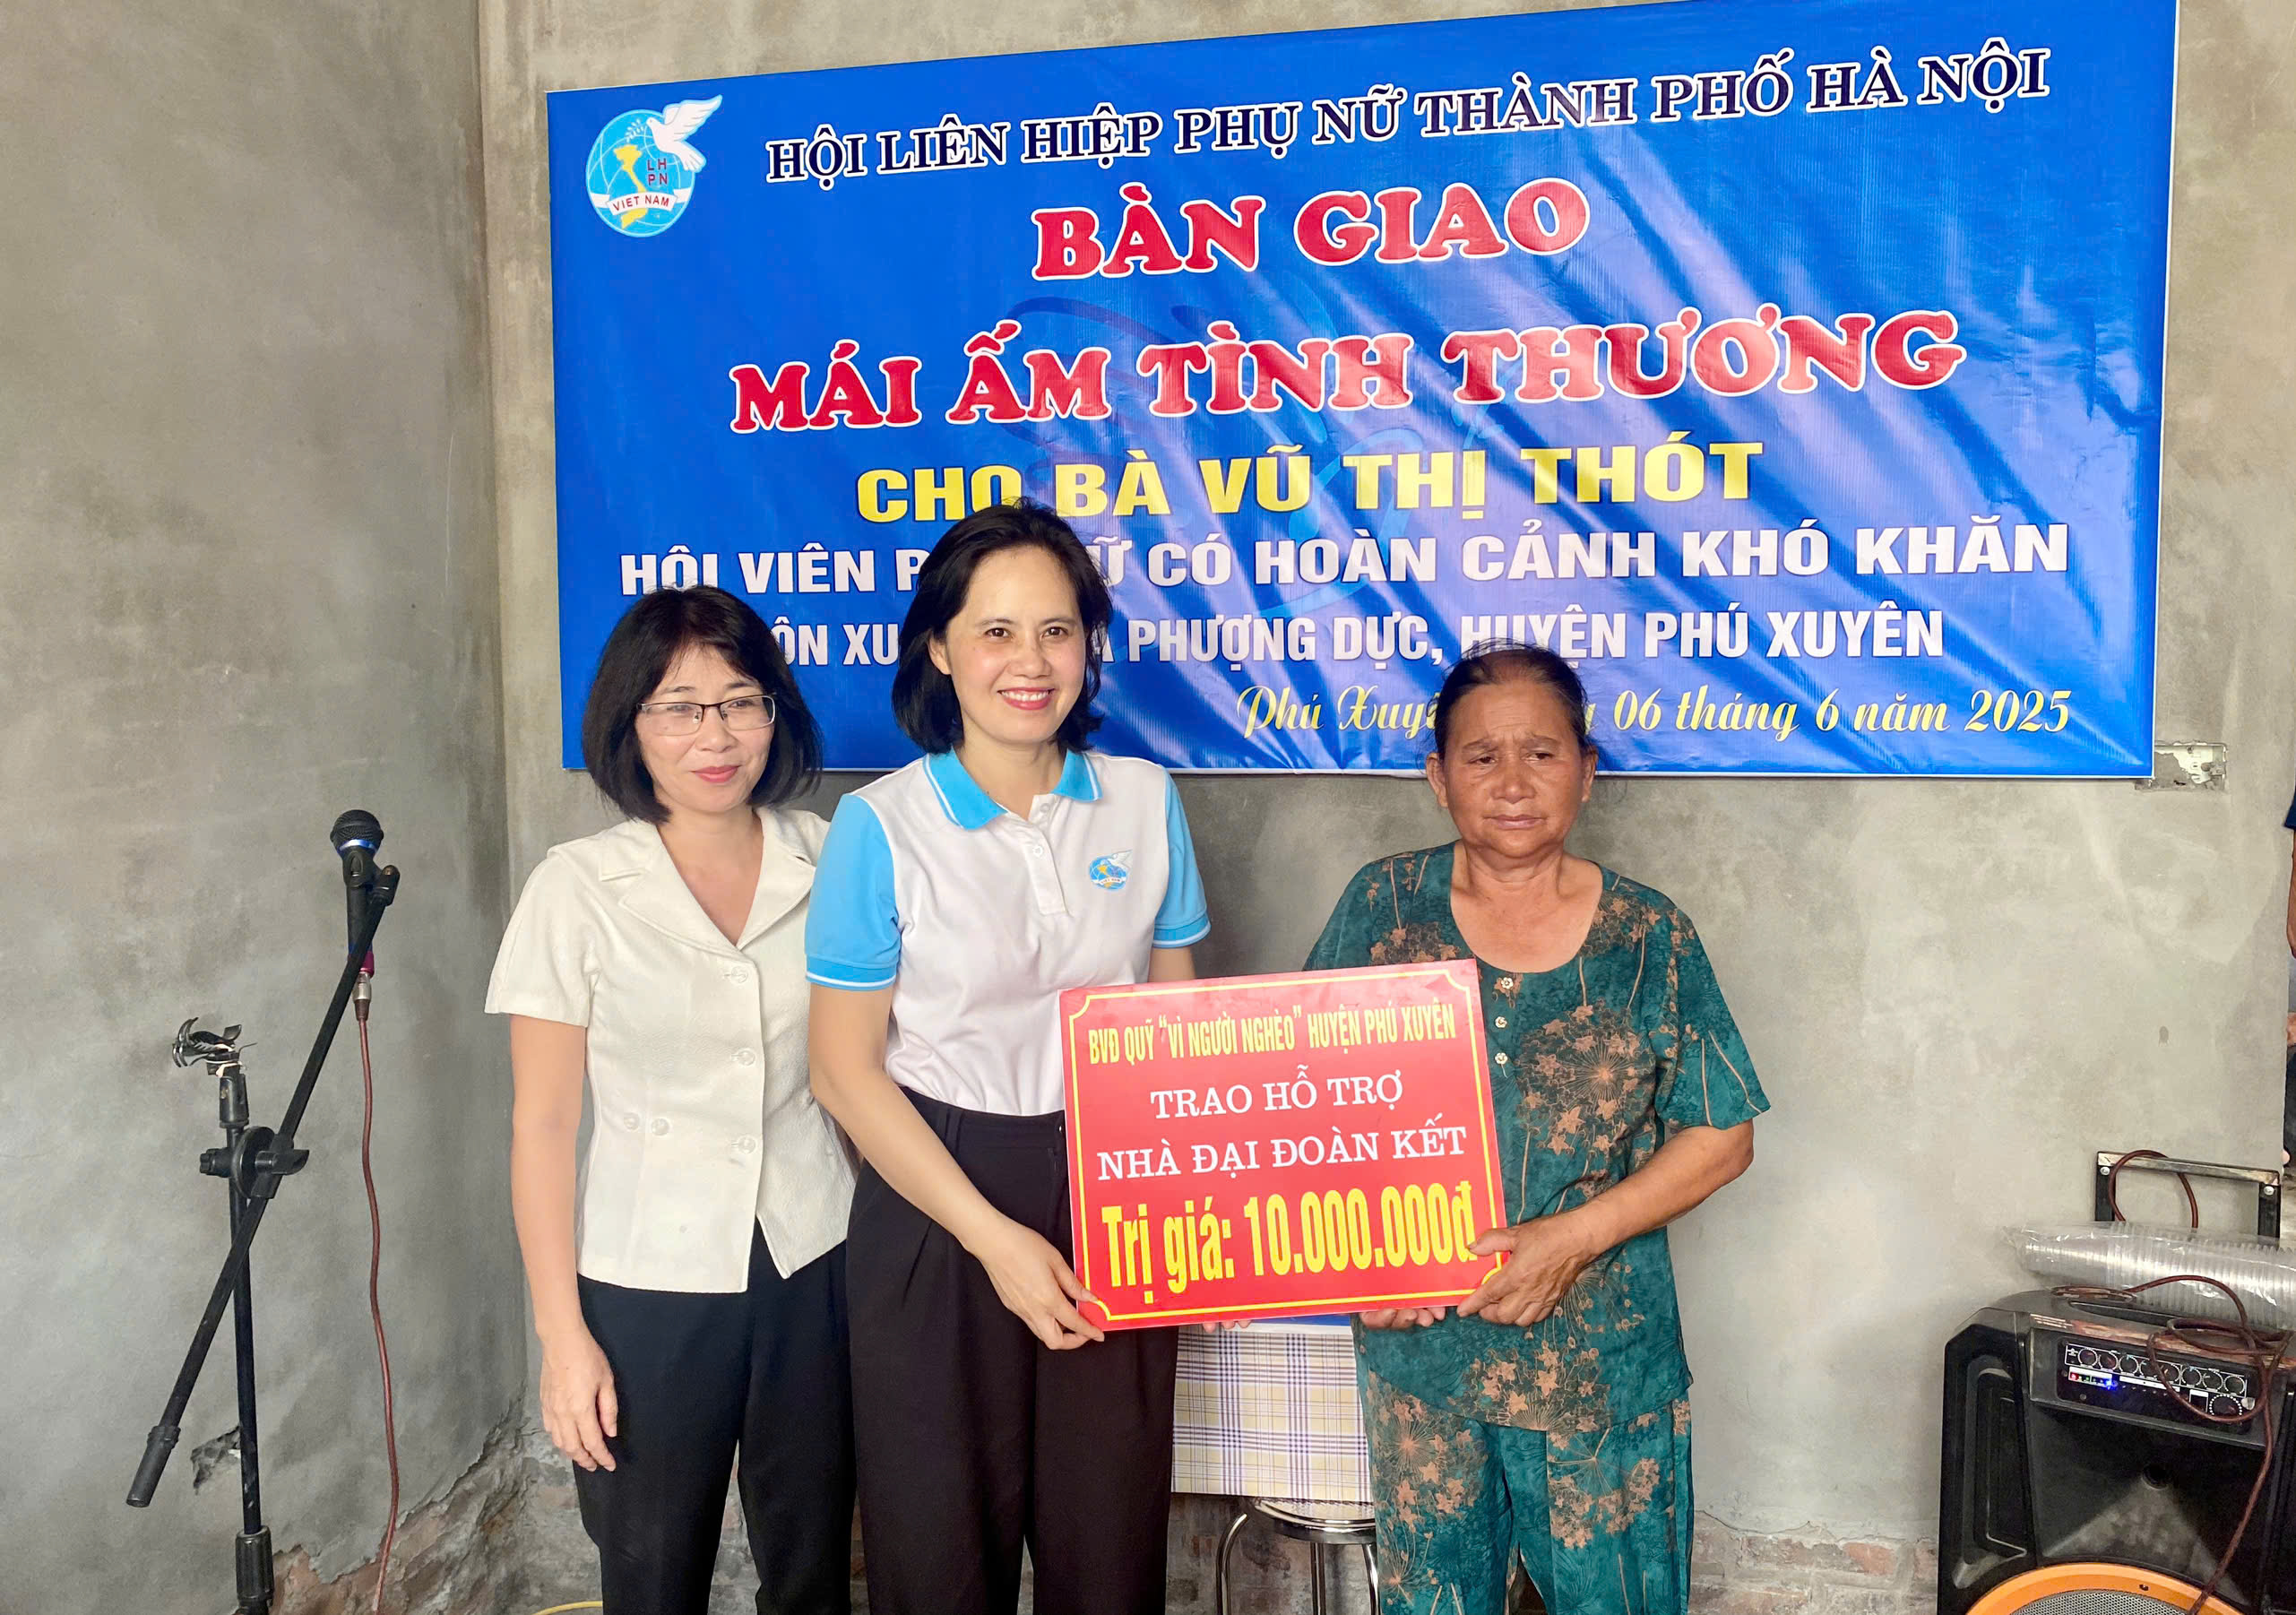 HỘI LIÊN HIỆP PHỤ NỮ THÀNH PHỐ HÀ NỘI
LH
PN
VIET NAM
BÀN GIAO
MÁI ẤM TÌNH THƯƠNG
CHO BÀ VŨ THỊ THÓT
HỘI VIÊN CÓ HOÀN CẢNH KHÓ KHĂN
PHƯỢNG DỰC, HUYỆN PHÚ XUYÊN
Phú 06 tháng 6 năm 2025
BVĐ QUỸ "VÌ NGƯỜI NGHÈO" HUYỆN PHÚ XUYÊN
TRAO HỖ TRỢ
NHÀ ĐẠI ĐOÀN KẾT
Trị giá: 10.000.000đ